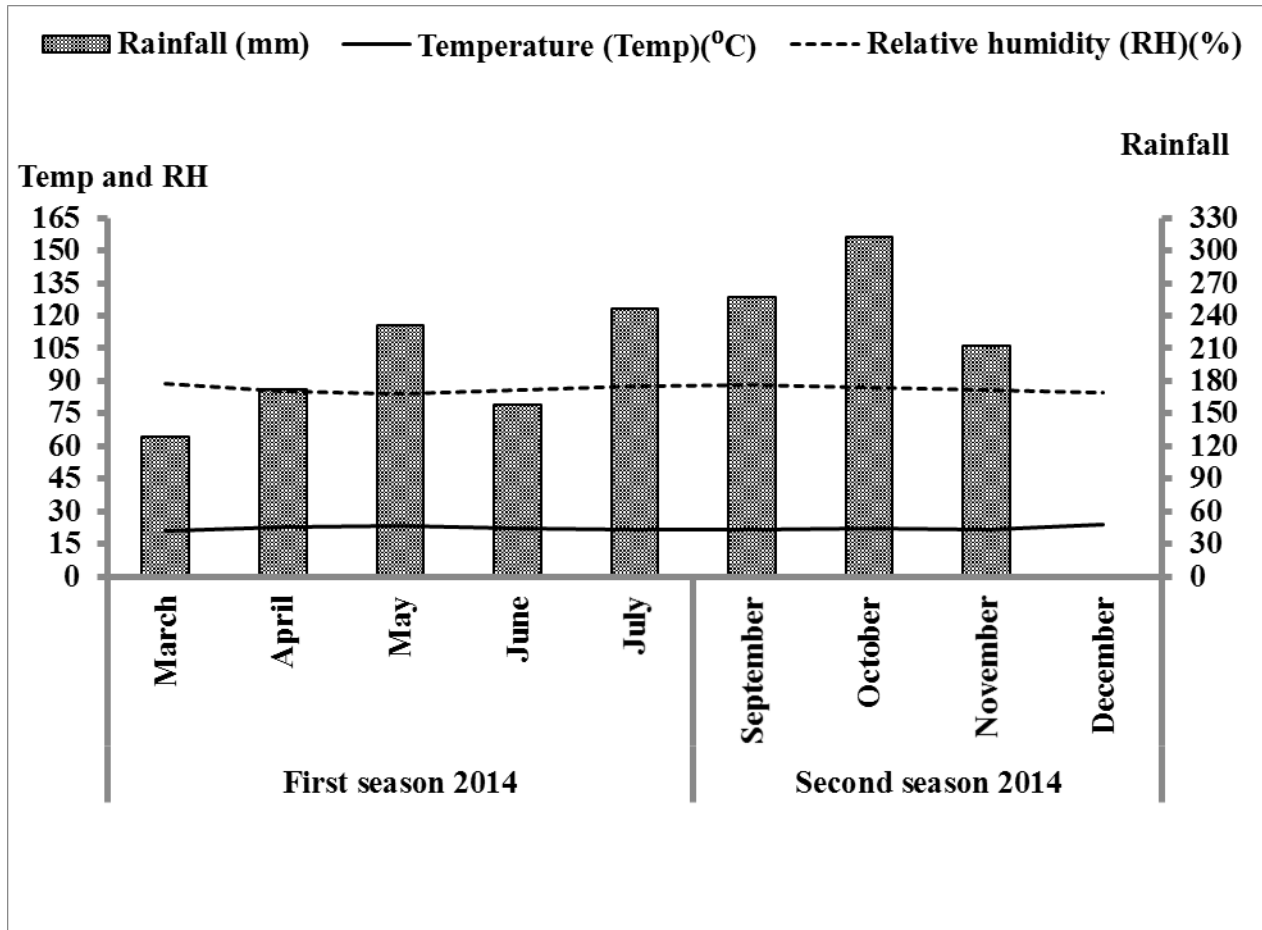 Rainfall (mm) Temperature (Temp)(⁰C) Relative humidity (RH)(%)
Rainfall
Temp and RH
165 330
150 300
135 270
120 240
105 210
90 180
75 150
60 120
45 90
30 60
15 30
0 0
March April May June July September October November December
First season 2014 Second season 2014